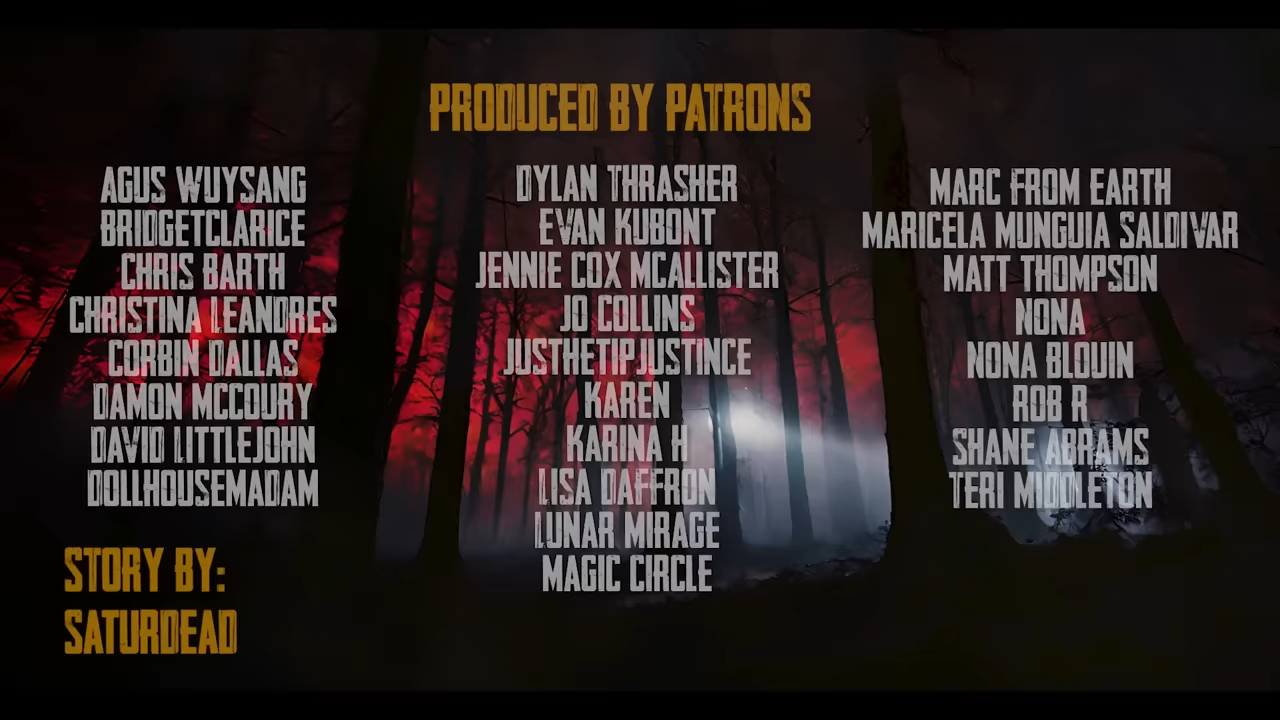 PRODUCED BY PATRONS
AGUS WUYSANG
BRIDGETCLARICE
CHRIS BARTH
CHRISTINA LEANDRES
CORBIN DALLAS
DAMON MCCOURY
DAVID LITTLEJOHN
DOLLHOUSEMADAM
DYLAN THRASHER
EVAN KUBONT
JENNIE COX MCALLISTER
JO COLLINS
JUSTHETIPJUSTINCE
KAREN
KARINA H
LISA DAFFRON
LUNAR MIRAGE
MAGIC CIRCLE
MARC FROM EARTH
MARICELA MUNGUIA SALDIVAR
MATT THOMPSON
NONA
NONA BLOUIN
ROB R
SHANE ABRAMS
TERI MIDDLETON
STORY BY:
SATURDEAD